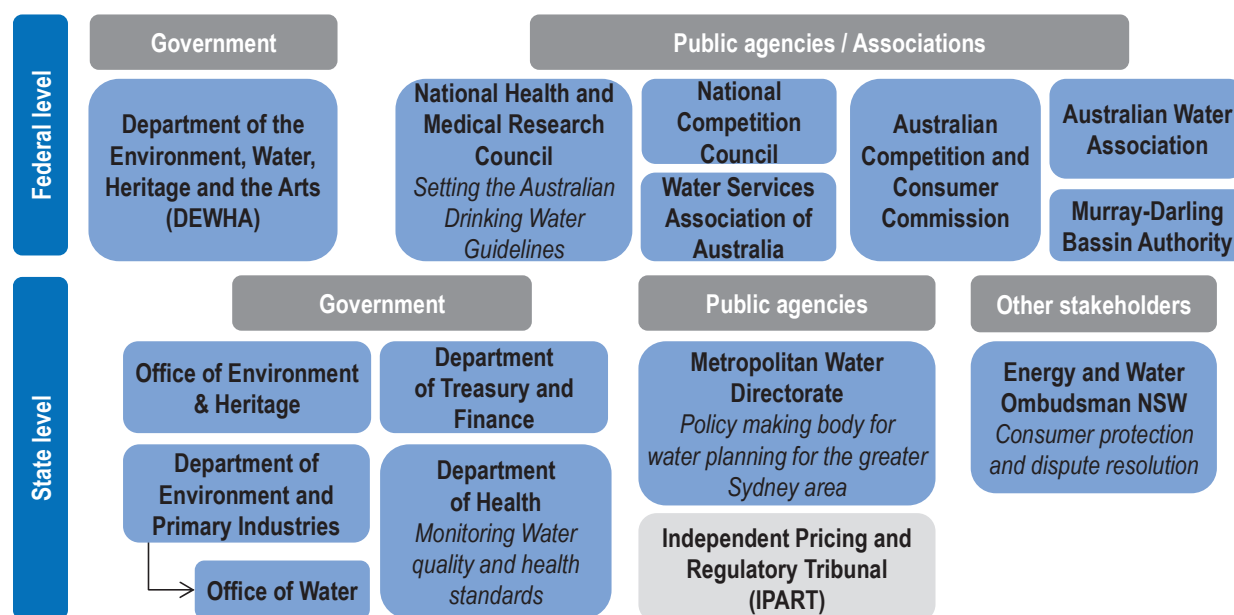 Federal level
Government
Public agencies / Associations
Department of the
Environment, Water,
Heritage and the Arts
(DEWHA)
National Health and
Medical Research
Council
Setting the Australian
Drinking Water
Guidelines
National
Competition
Council
Water Services
Association of
Australia
Australian
Competition and
Consumer
Commission
Australian Water
Association
Murray-Darling
Bassin Authority
State level
Government
Public agencies
Other stakeholders
Office of Environment
& Heritage
Department
of Treasury and
Finance
Department of
Environment and
Primary Industries
Office of Water
Department
of Health
Monitoring Water
quality and health
standards
Metropolitan Water
Directorate
Policy making body for
water planning for the greater
Sydney area
Independent Pricing and
Regulatory Tribunal
(IPART)
Energy and Water
Ombudsman NSW
Consumer protection
and dispute resolution